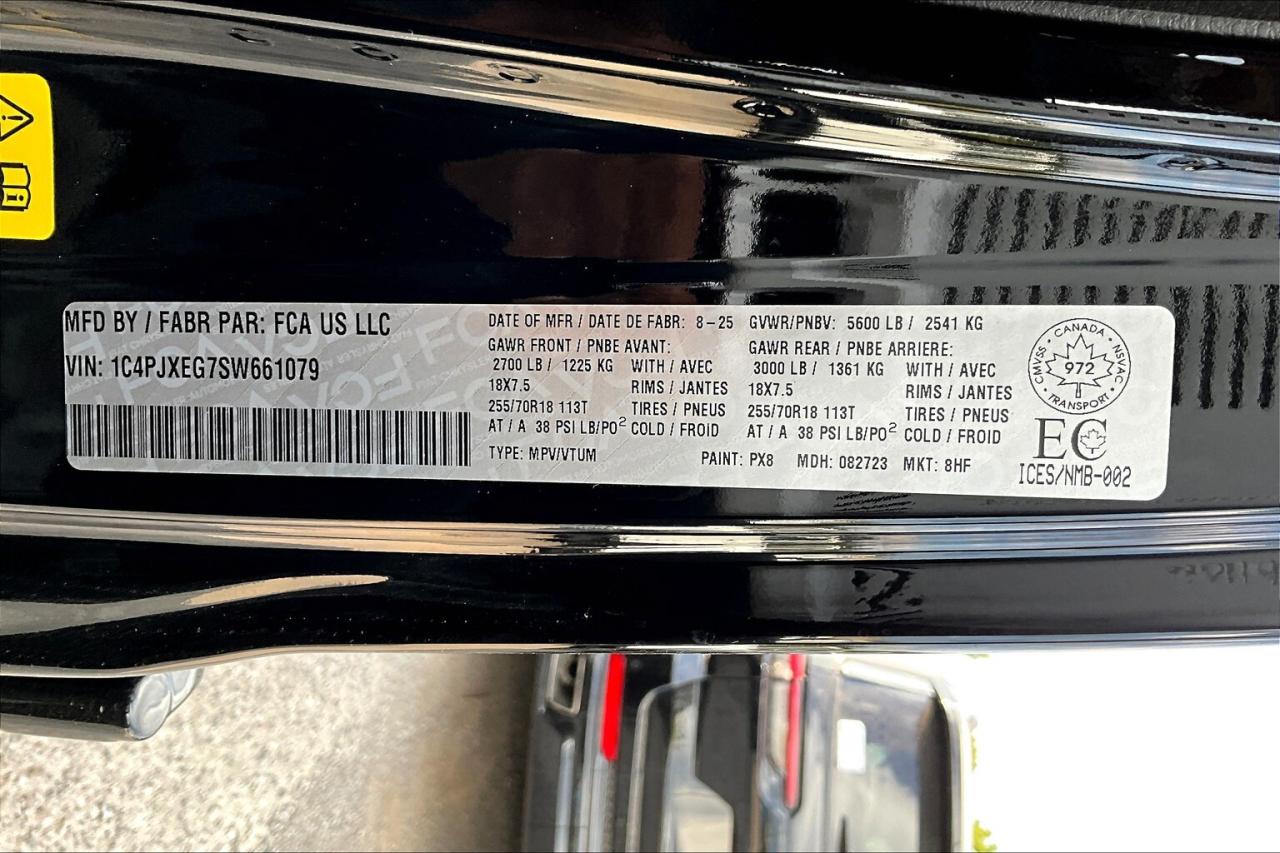 MFD BY / FABR PAR: FCA US LLC
VIN: 1C4PJXEG7SW661079
DATE OF MFR / DATE DE FABR: 8-25
GAWR FRONT / PNBE AVANT:
2700 LB / 1225 KG WITH / AVEC
18X7.5 RIMS / JANTES
255/70R18 113T TIRES / PNEUS
AT / A 38 PSI LB/PO² COLD / FROID
TYPE: MPV/VTUM
GVWR/PNBV: 5600 LB / 2541 KG
GAWR REAR / PNBE ARRIERE:
3000 LB / 1361 KG WITH / AVEC
18X7.5 RIMS / JANTES
255/70R18 113T TIRES / PNEUS
AT / A 38 PSI LB/PO² COLD / FROID
PAINT: PX8 MDH: 082723 MKT: 8HF
CANADA
CMVSS 972 NSVAC
TRANSPORT
EC
ICES/NMB-002